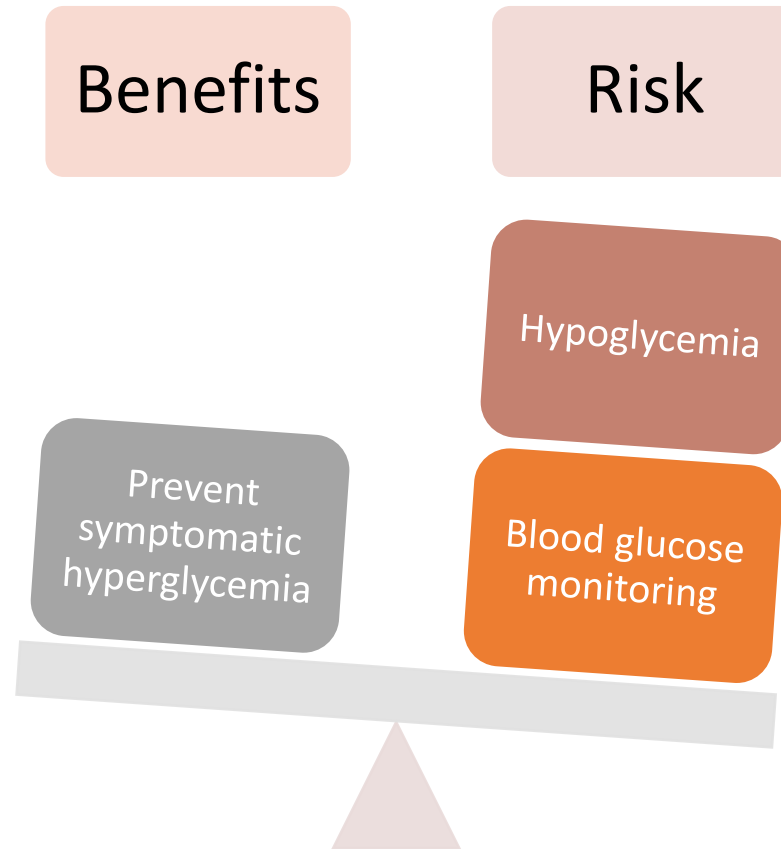 Benefits
Risk
Hypoglycemia
Prevent
symptomatic
hyperglycemia
Blood glucose
monitoring